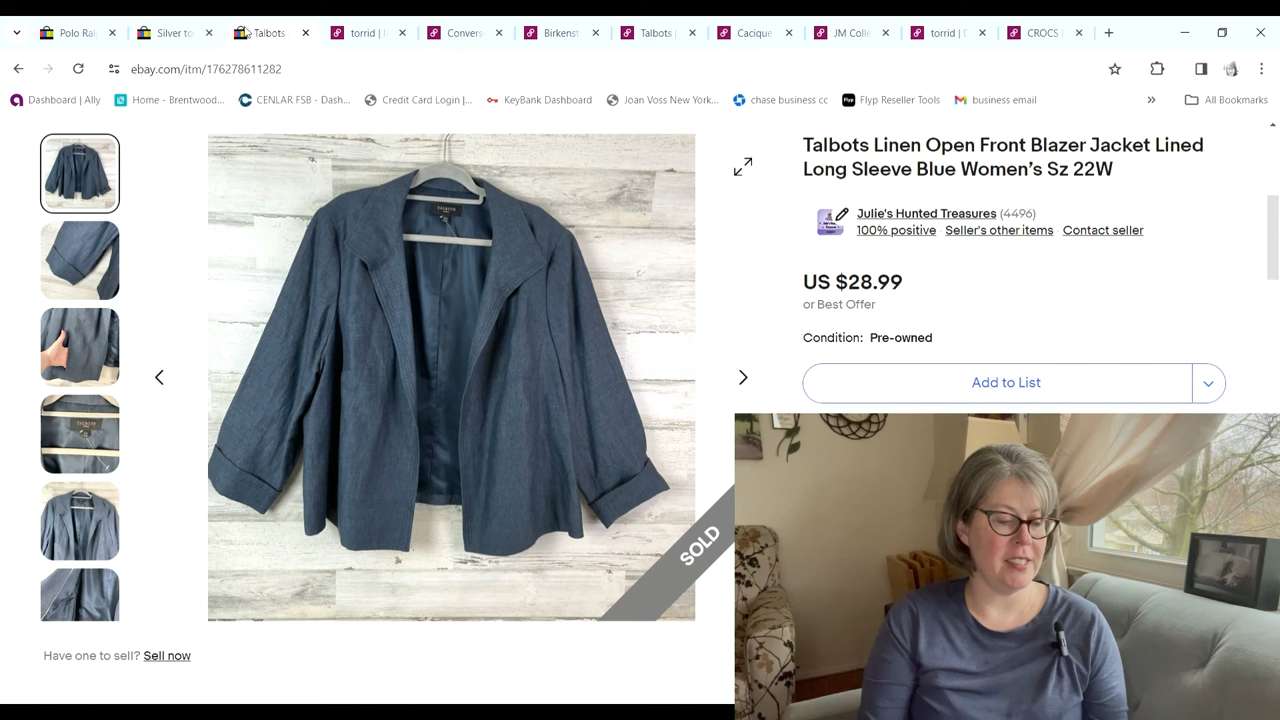 Polo Ral
Silver to
Talbots
torrid | l
Convers
Birkenst
Talbots |
Cacique
JM Colle
torrid | D
CROCS
ebay.com/itm/176278611282
Dashboard | Ally
Home - Brentwood...
CENLAR FSB - Dash...
Credit Card Login |...
KeyBank Dashboard
Joan Voss New York...
chase business cc
Flyp Reseller Tools
business email
»
All Bookmarks
Talbots Linen Open Front Blazer Jacket Lined
Long Sleeve Blue Women's Sz 22W
Julie's Hunted Treasures (4496)
100% positive · Seller's other items · Contact seller
US $28.99
or Best Offer
Condition: Pre-owned
Add to List
TALBOTS
SOLD
Have one to sell? Sell now